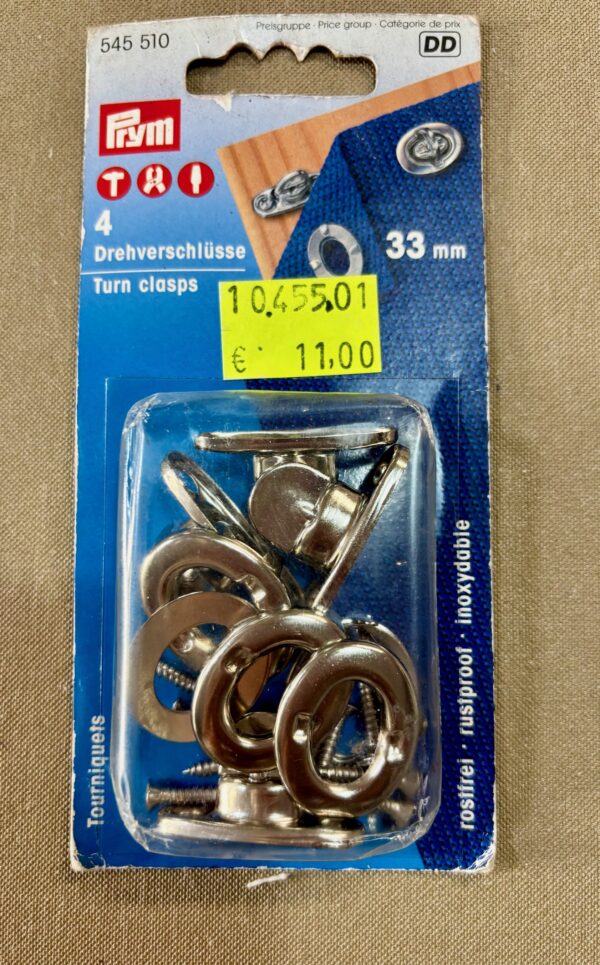 Preisgruppe · Price group · Catégorie de prix
545 510
DD
Prym
4
Drehverschlüsse
Turn clasps
33 mm
10.455.01
€ 11,00
Tourniquets
rostfrei · rustproof · inoxydable